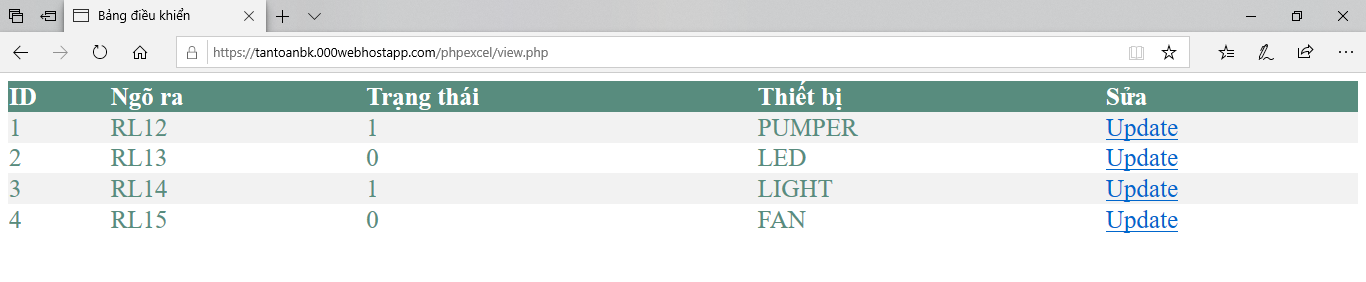 Bảng điều khiển
https://tantoanbk.000webhostapp.com/phpexcel/view.php
ID Ngõ ra Trạng thái Thiết bị Sửa
1 RL12 1 PUMPER Update
2 RL13 0 LED Update
3 RL14 1 LIGHT Update
4 RL15 0 FAN Update